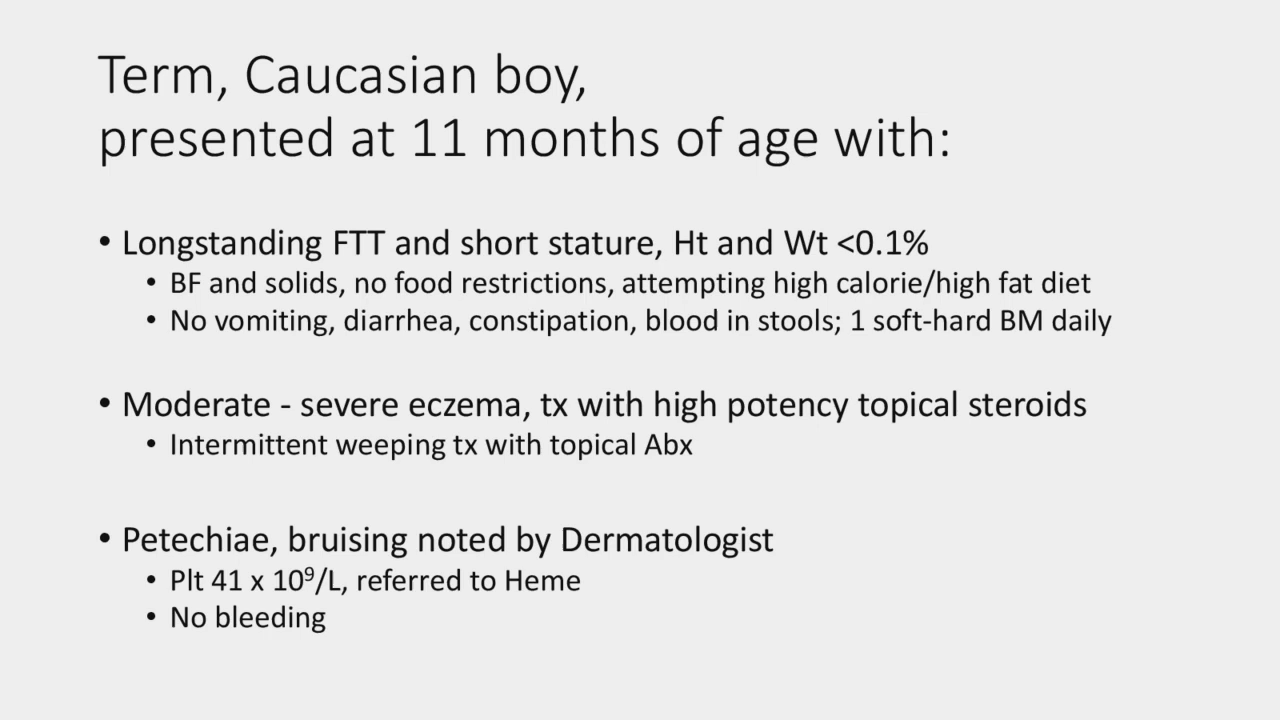 Term, Caucasian boy,
presented at 11 months of age with:
• Longstanding FTT and short stature, Ht and Wt <0.1%
• BF and solids, no food restrictions, attempting high calorie/high fat diet
• No vomiting, diarrhea, constipation, blood in stools; 1 soft-hard BM daily
• Moderate - severe eczema, tx with high potency topical steroids
• Intermittent weeping tx with topical Abx
• Petechiae, bruising noted by Dermatologist
• Plt 41 x 10⁹/L, referred to Heme
• No bleeding